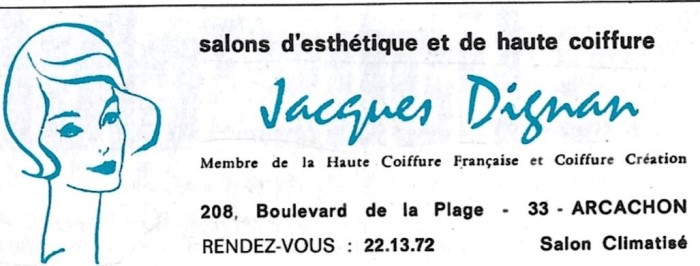 salons d'esthétique et de haute coiffure
Jacques Dignan
Membre de la Haute Coiffure Française et Coiffure Création
208, Boulevard de la Plage - 33 - ARCACHON
RENDEZ-VOUS : 22.13.72 Salon Climatisé